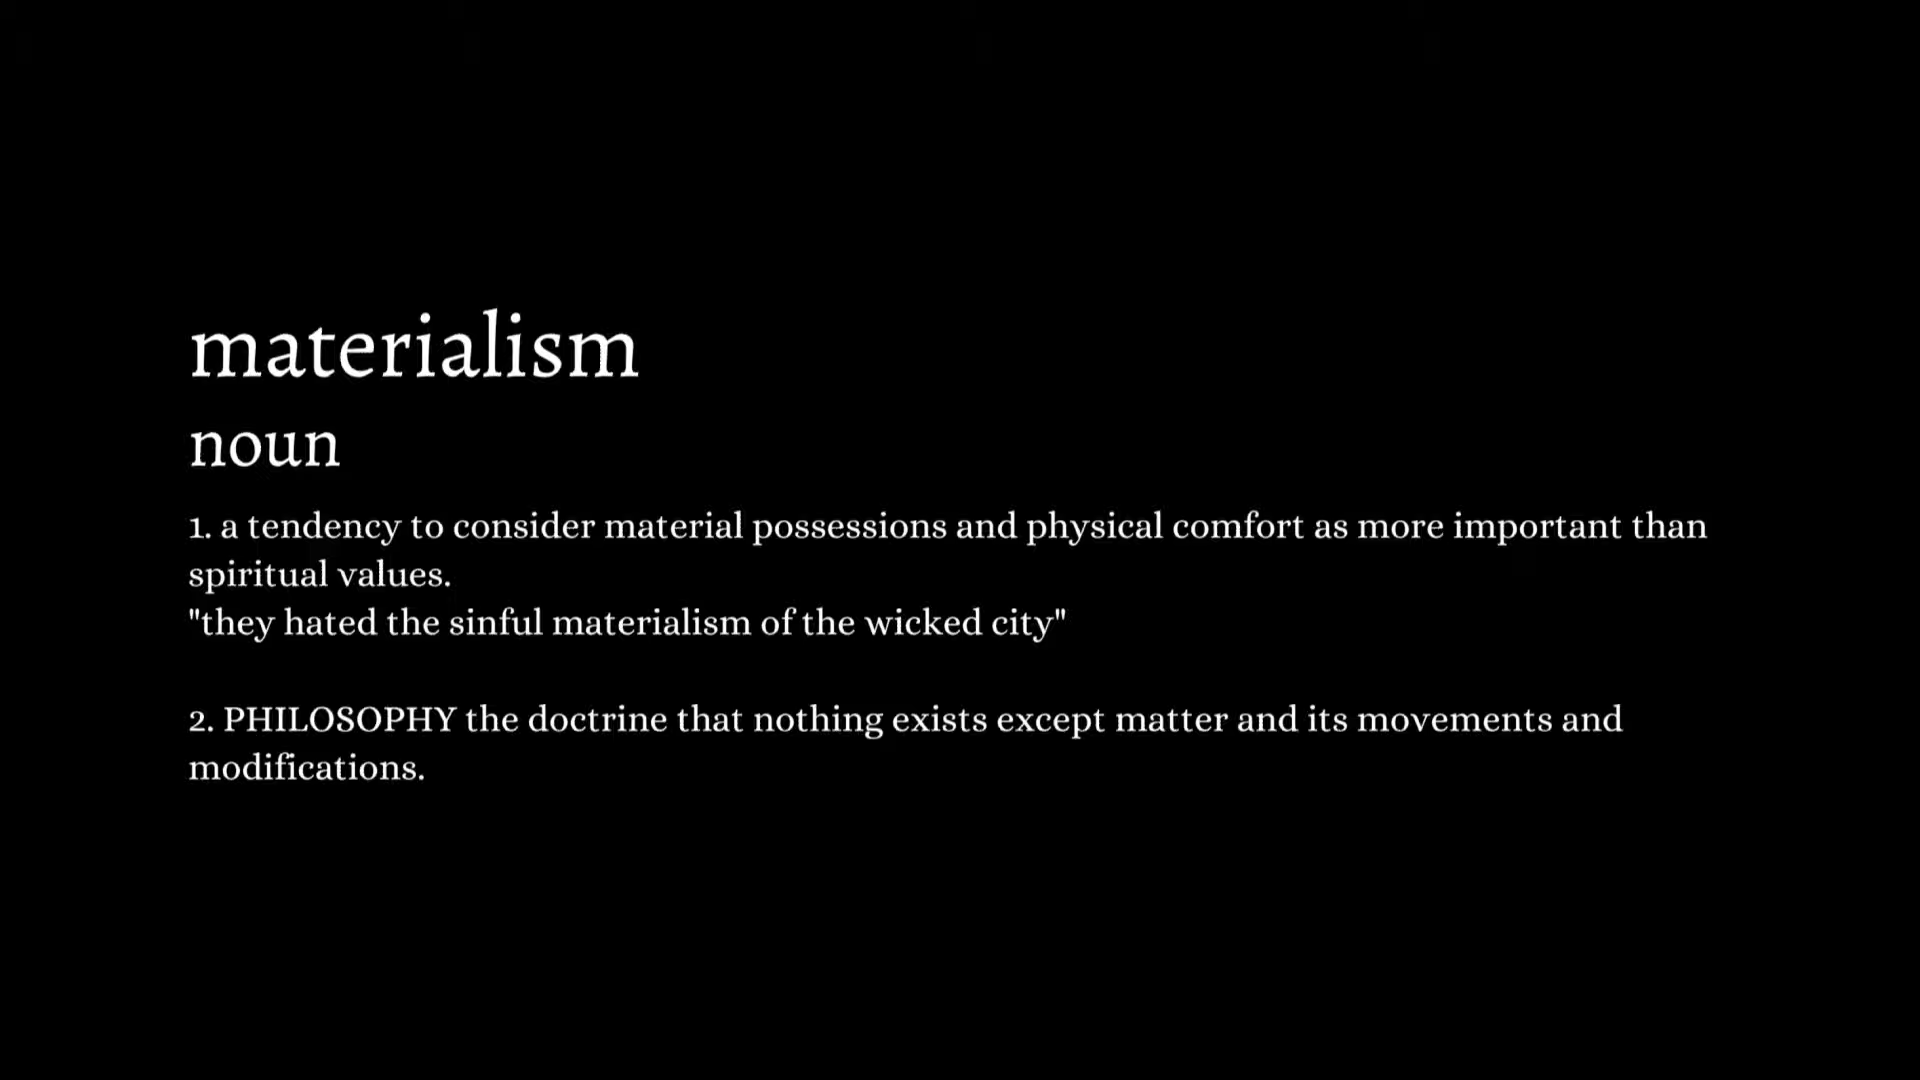 materialism
noun
1. a tendency to consider material possessions and physical comfort as more important than
spiritual values.
"they hated the sinful materialism of the wicked city"
2. PHILOSOPHY the doctrine that nothing exists except matter and its movements and
modifications.